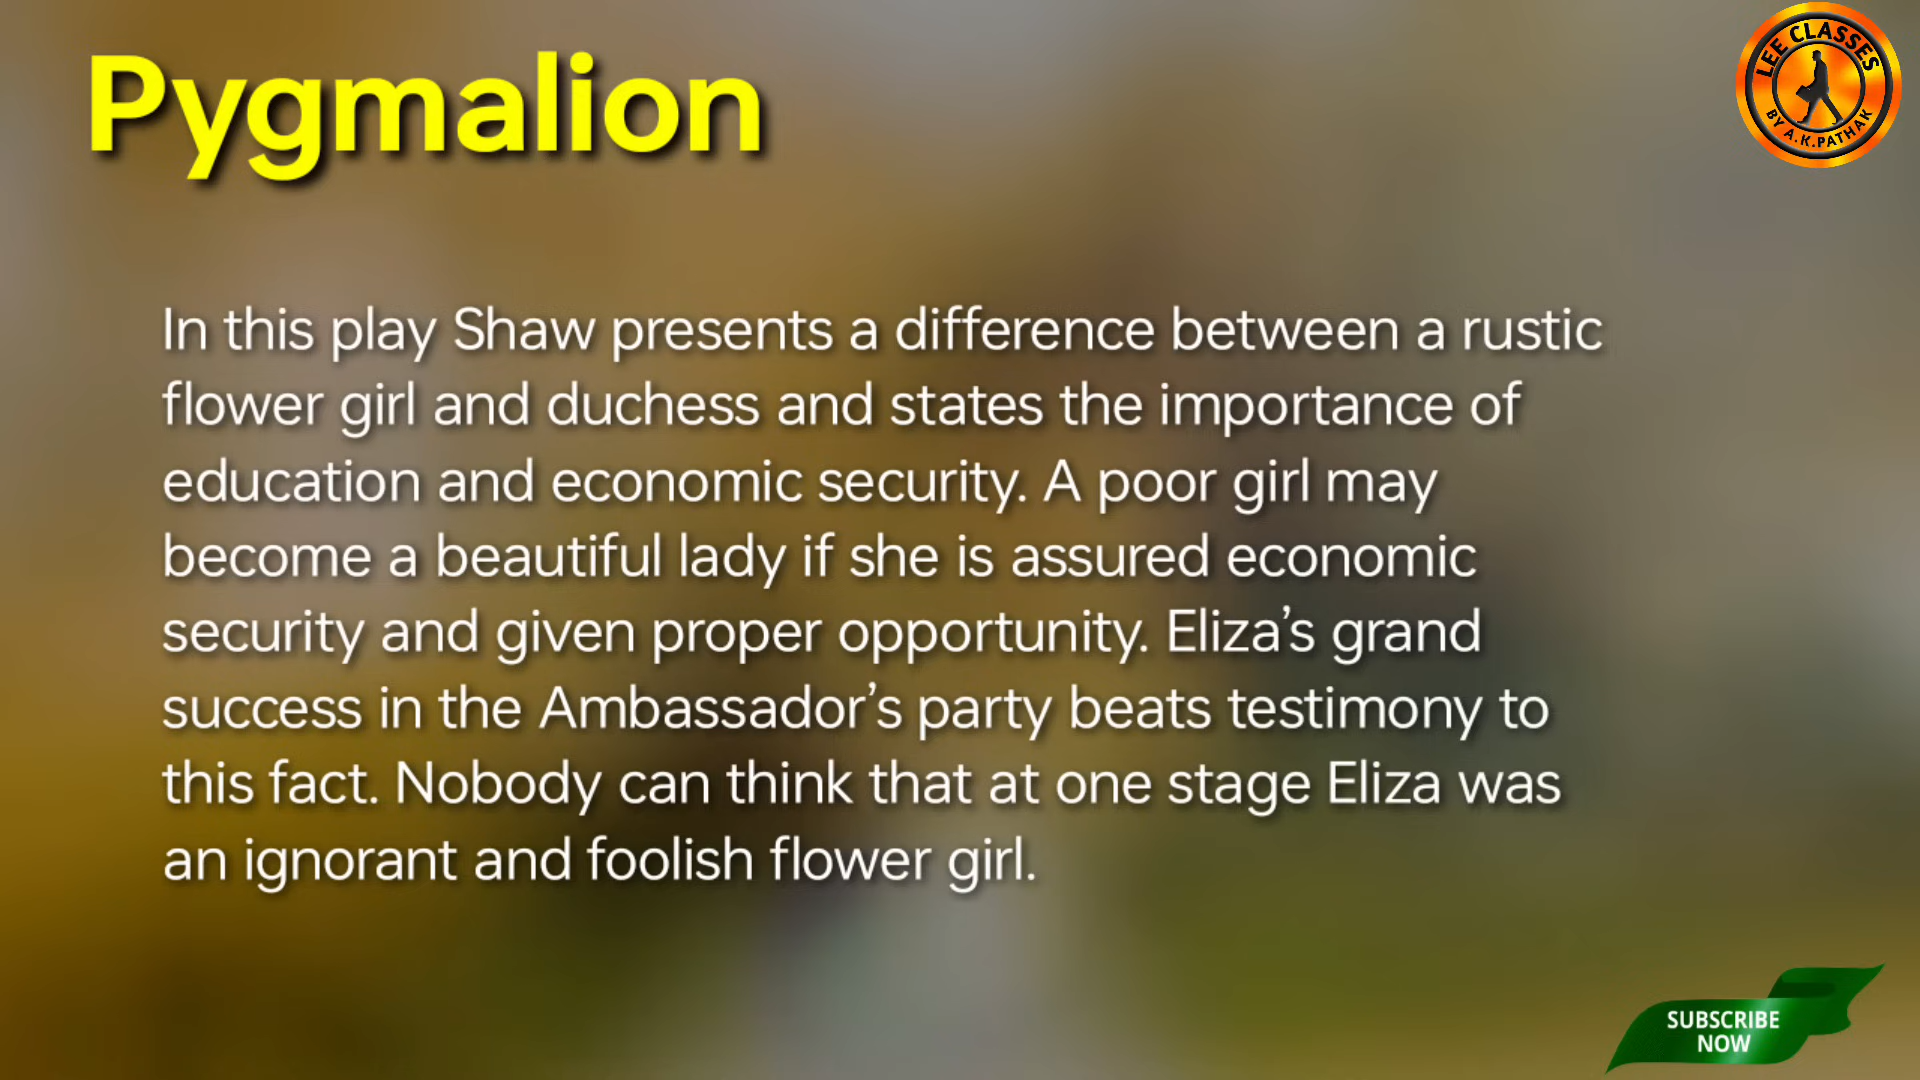 Pygmalion
LEE CLASSES
BY A.K.PATHAK
In this play Shaw presents a difference between a rustic
flower girl and duchess and states the importance of
education and economic security. A poor girl may
become a beautiful lady if she is assured economic
security and given proper opportunity. Eliza’s grand
success in the Ambassador’s party beats testimony to
this fact. Nobody can think that at one stage Eliza was
an ignorant and foolish flower girl.
SUBSCRIBE
NOW